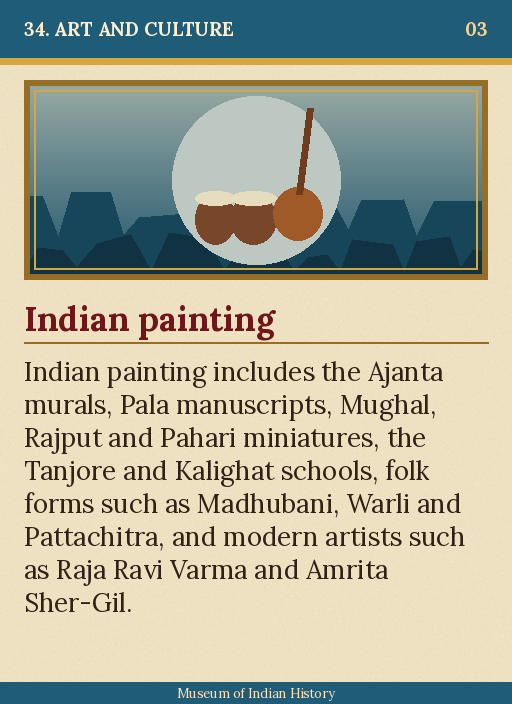 34. ART AND CULTURE
03
Indian painting
Indian painting includes the Ajanta
murals, Pala manuscripts, Mughal,
Rajput and Pahari miniatures, the
Tanjore and Kalighat schools, folk
forms such as Madhubani, Warli and
Pattachitra, and modern artists such
as Raja Ravi Varma and Amrita
Sher-Gil.
Museum of Indian History